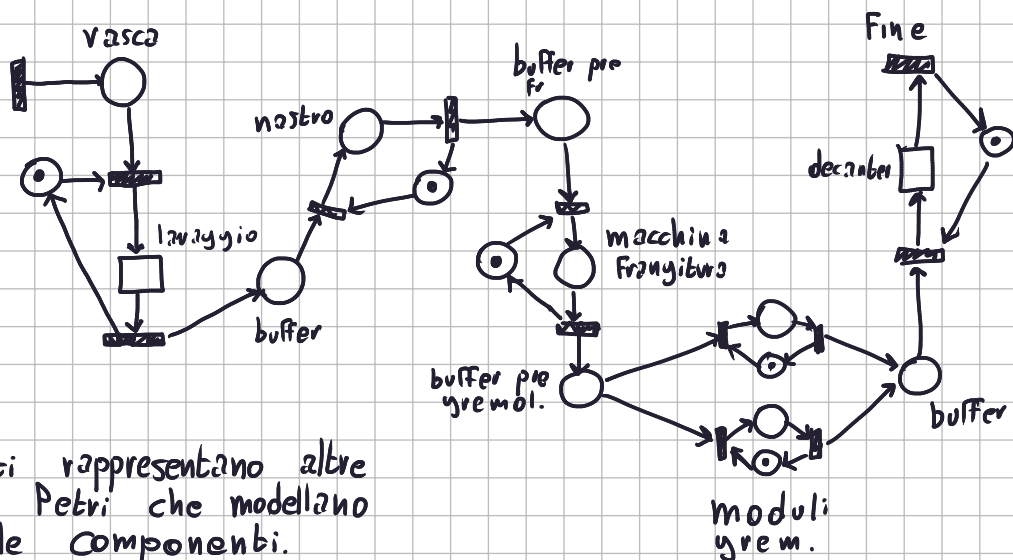 vasca
Fine
buffer pre
fr
nastro
decanter
lavaggio
macchina
Frangitura
buffer
buffer pre
gremol.
buffer
ti rappresentano altre
Petri che modellano
le componenti.
moduli
grem.